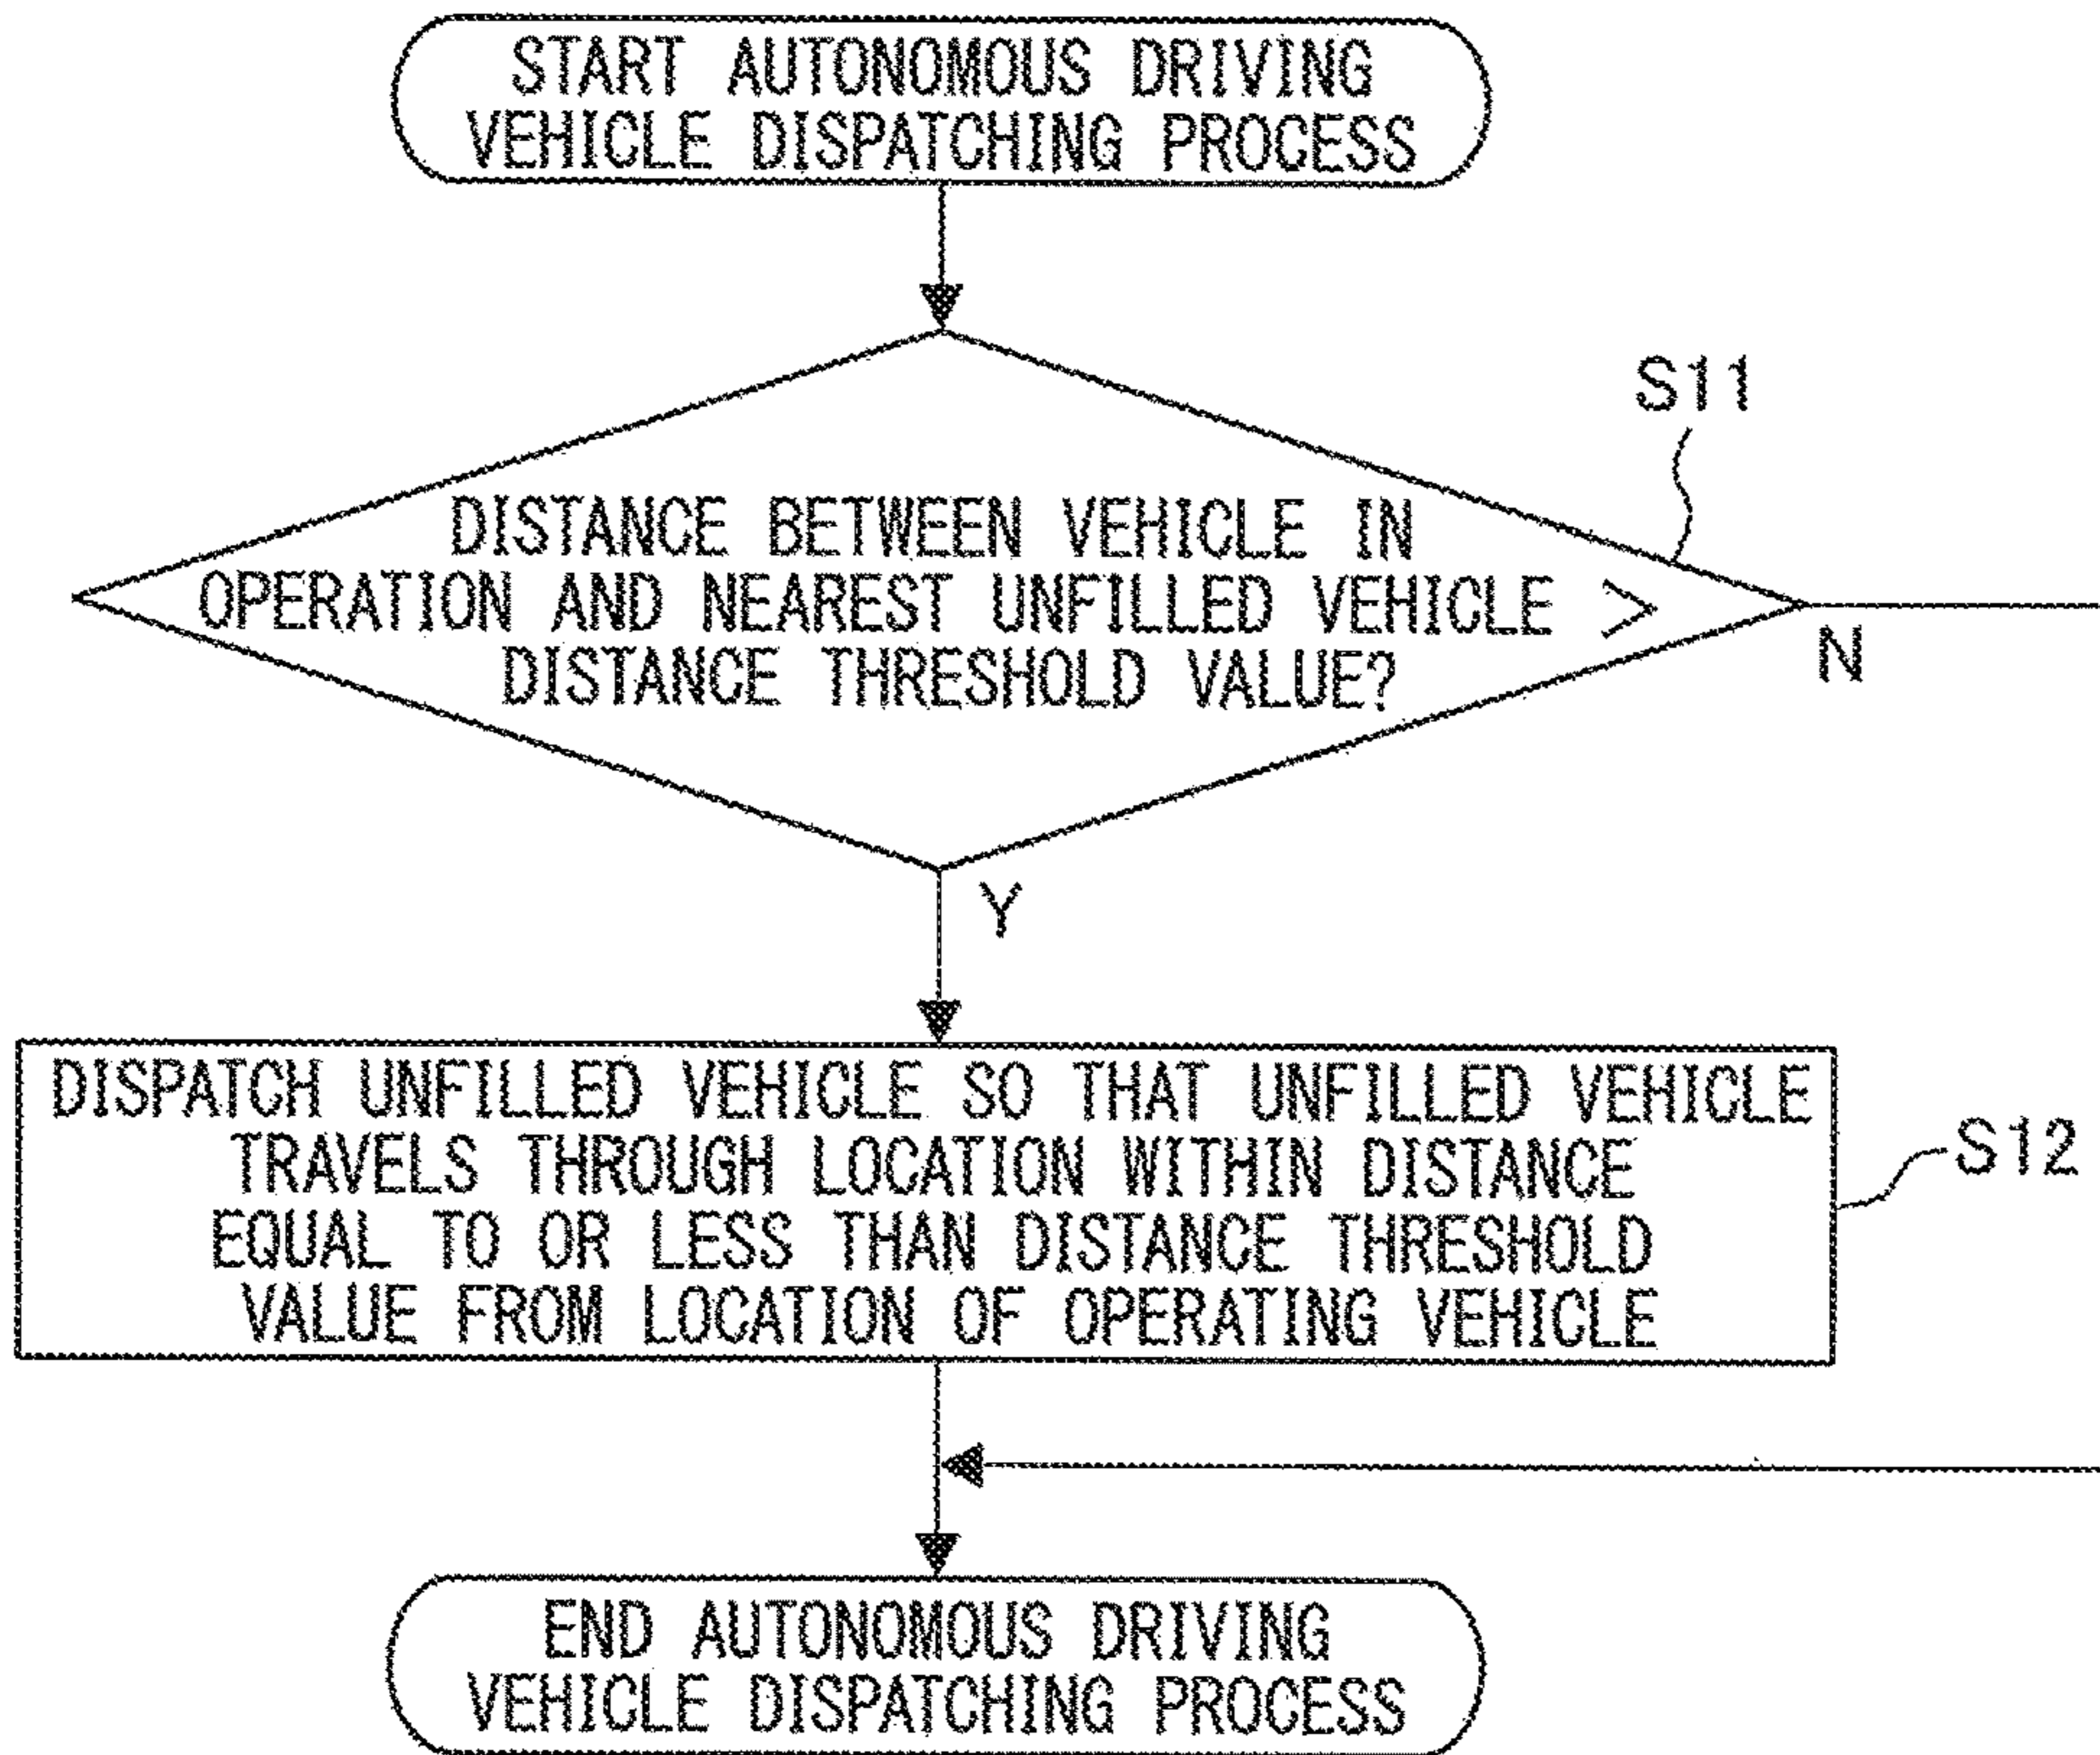 START AUTONOMOUS DRIVING
VEHICLE DISPATCHING PROCESS
S11
DISTANCE BETWEEN VEHICLE IN
OPERATION AND NEAREST UNFILLED VEHICLE >
DISTANCE THRESHOLD VALUE?
N
Y
DISPATCH UNFILLED VEHICLE SO THAT UNFILLED VEHICLE
TRAVELS THROUGH LOCATION WITHIN DISTANCE
EQUAL TO OR LESS THAN DISTANCE THRESHOLD
VALUE FROM LOCATION OF OPERATING VEHICLE
S12
END AUTONOMOUS DRIVING
VEHICLE DISPATCHING PROCESS